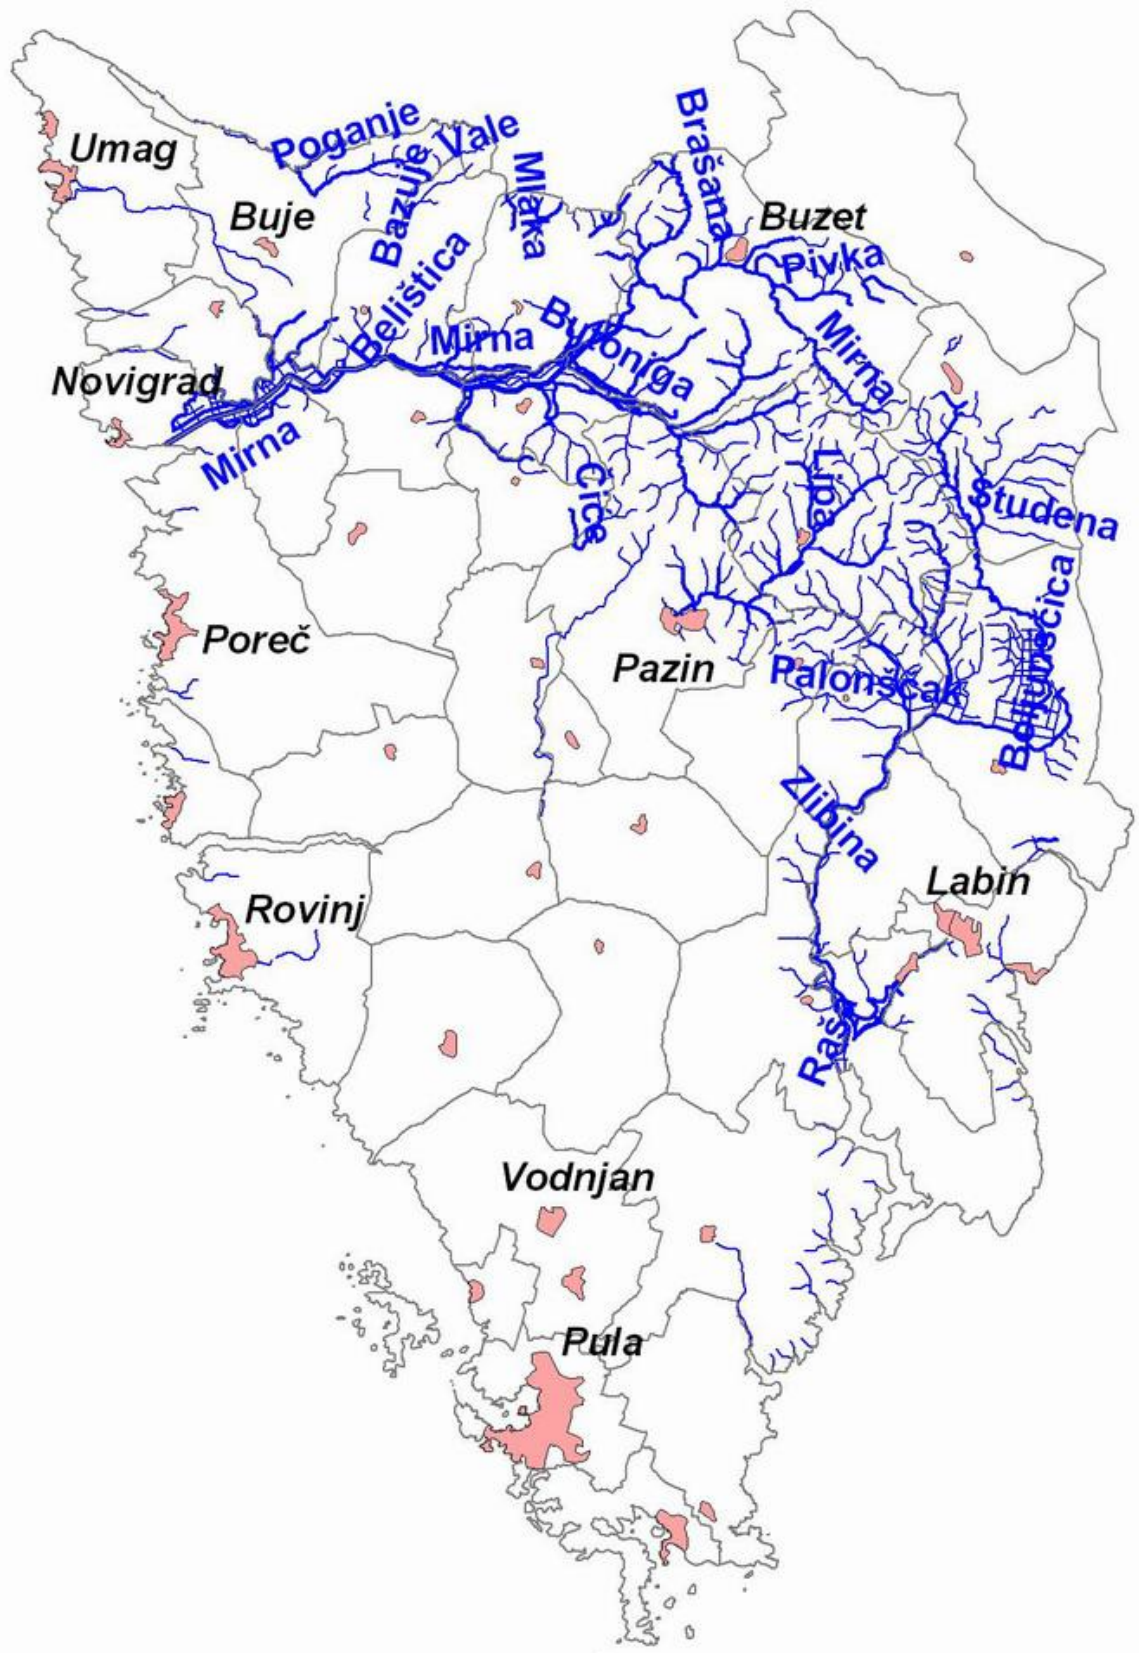 Brašana
Poganje
Vale
Umag
Bazuje
Mlaka
Buje
Buzet
Belištica
Pivka
Mirna
Butoniga
Mirna
Novigrad
Mirna
Čiče
Lipa
Studena
Poreč
Pazin
Palonščak
Boljunščica
Zlibina
Labin
Rovinj
Raša
Vodnjan
Pula